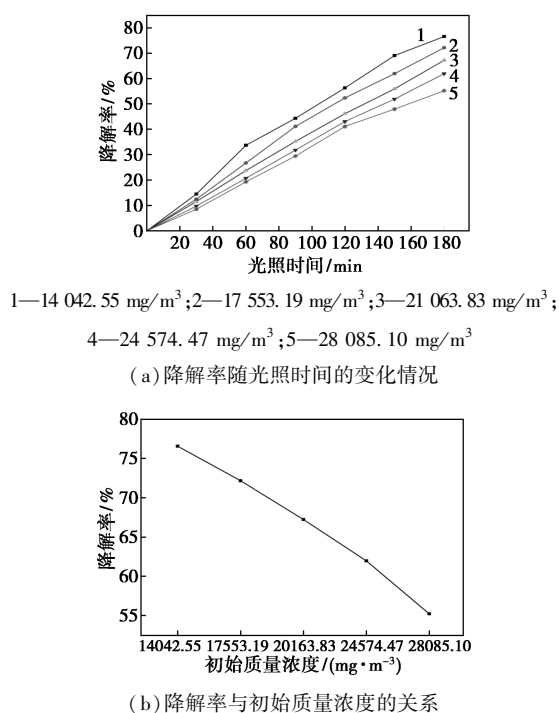 80
70
60
50
40
30
20
10
0
降解率/%
1
2
3
4
5
20 40 60 80 100 120 140 160 180
光照时间/min
1—14 042.55 mg/m³;2—17 553.19 mg/m³;3—21 063.83 mg/m³;
4—24 574.47 mg/m³;5—28 085.10 mg/m³
(a)降解率随光照时间的变化情况
80
75
70
65
60
55
降解率/%
14042.55 17553.19 20163.83 24574.47 28085.10
初始质量浓度/(mg·m⁻³)
(b)降解率与初始质量浓度的关系